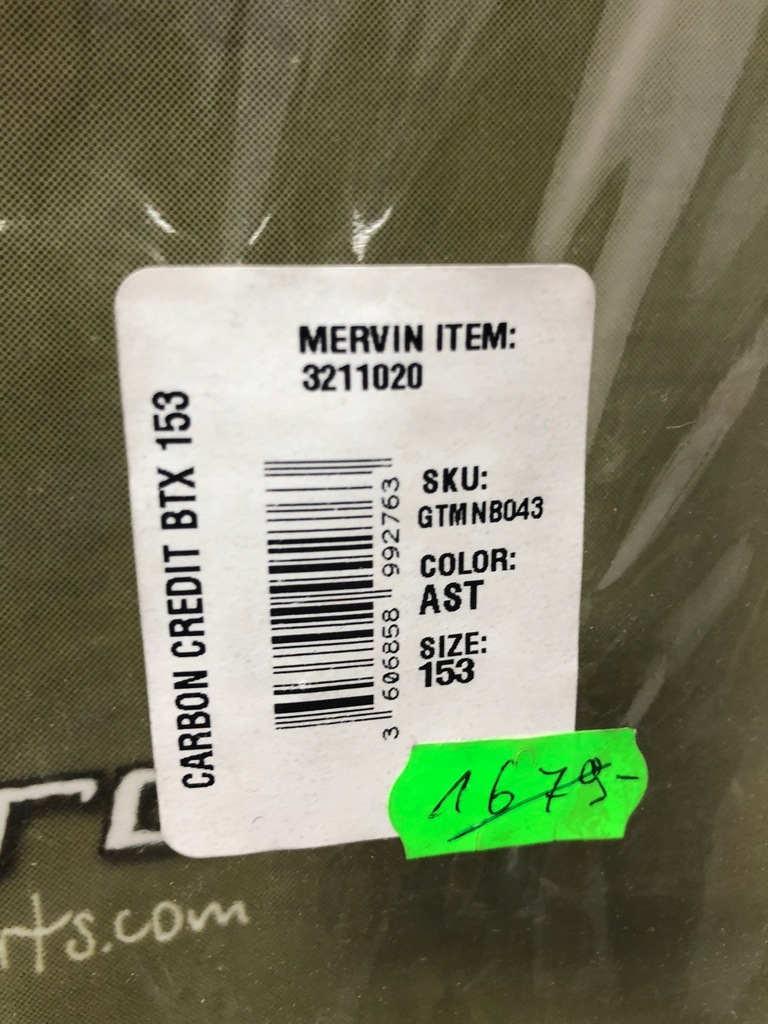 MERVIN ITEM:
3211020
CARBON CREDIT BTX 153
3 606858 992763
SKU:
GTMNB043
COLOR:
AST
SIZE:
153
1679-
rts.com